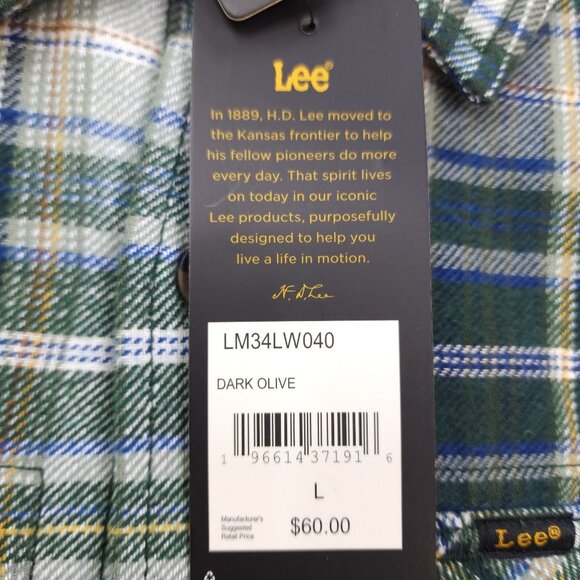 Lee®
In 1889, H.D. Lee moved to
the Kansas frontier to help
his fellow pioneers do more
every day. That spirit lives
on today in our iconic
Lee products, purposefully
designed to help you
live a life in motion.
H. D. Lee
LM34LW040
DARK OLIVE
1 96614 37191 6
L
Manufacturer's
Suggested
Retail Price
$60.00
Lee®